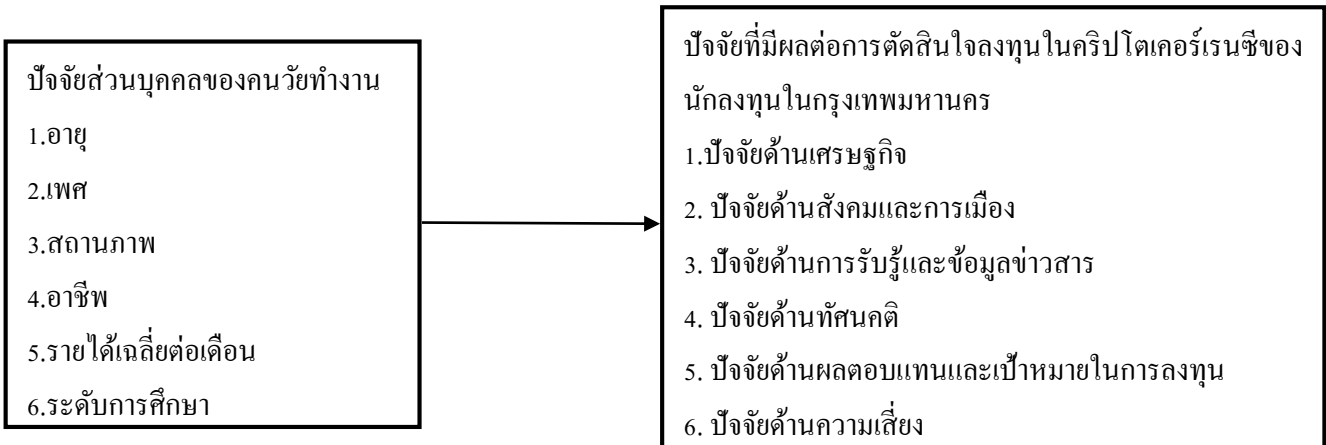 ปัจจัยส่วนบุคคลของคนวัยทำงาน
1.อายุ
2.เพศ
3.สถานภาพ
4.อาชีพ
5.รายได้เฉลี่ยต่อเดือน
6.ระดับการศึกษา
ปัจจัยที่มีผลต่อการตัดสินใจลงทุนในคริปโตเคอร์เรนซีของ
นักลงทุนในกรุงเทพมหานคร
1.ปัจจัยด้านเศรษฐกิจ
2. ปัจจัยด้านสังคมและการเมือง
3. ปัจจัยด้านการรับรู้และข้อมูลข่าวสาร
4. ปัจจัยด้านทัศนคติ
5. ปัจจัยด้านผลตอบแทนและเป้าหมายในการลงทุน
6. ปัจจัยด้านความเสี่ยง